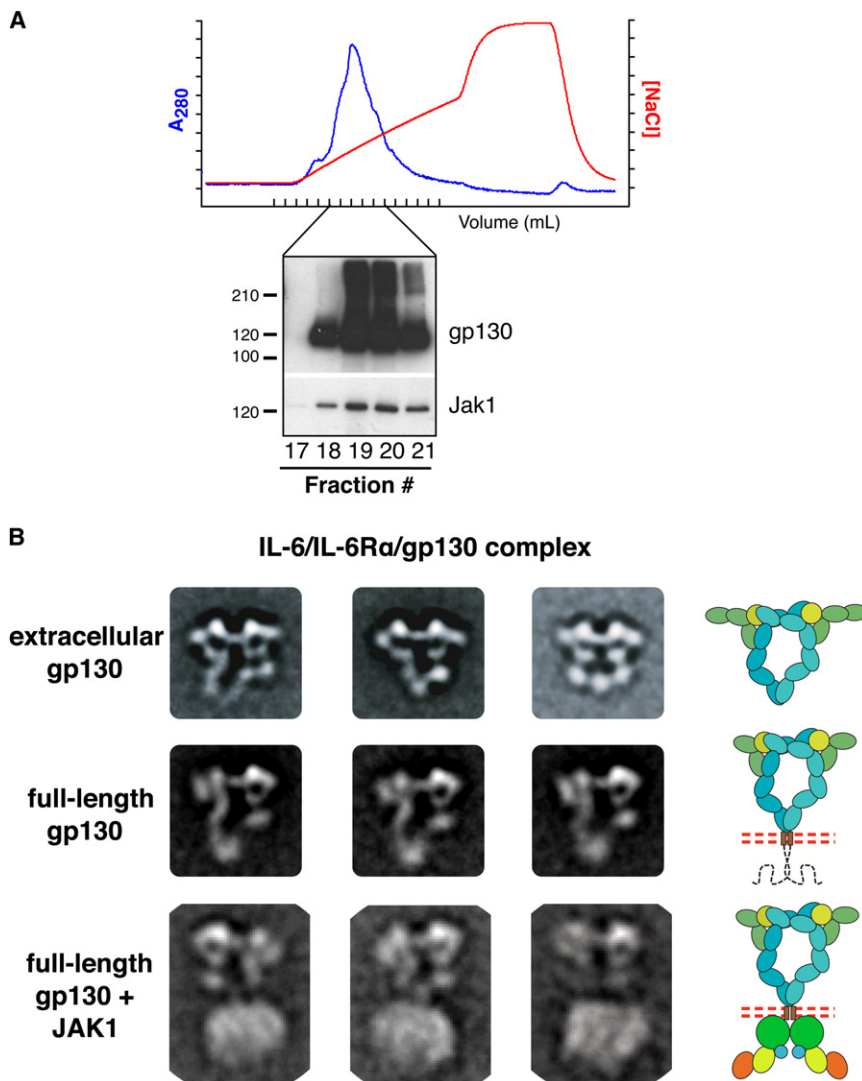 A
A280
[NaCl]
Volume (mL)
210
120
100
gp130
120
Jak1
17 18 19 20 21
Fraction #
B
IL-6/IL-6Rα/gp130 complex
extracellular
gp130
full-length
gp130
full-length
gp130 +
JAK1